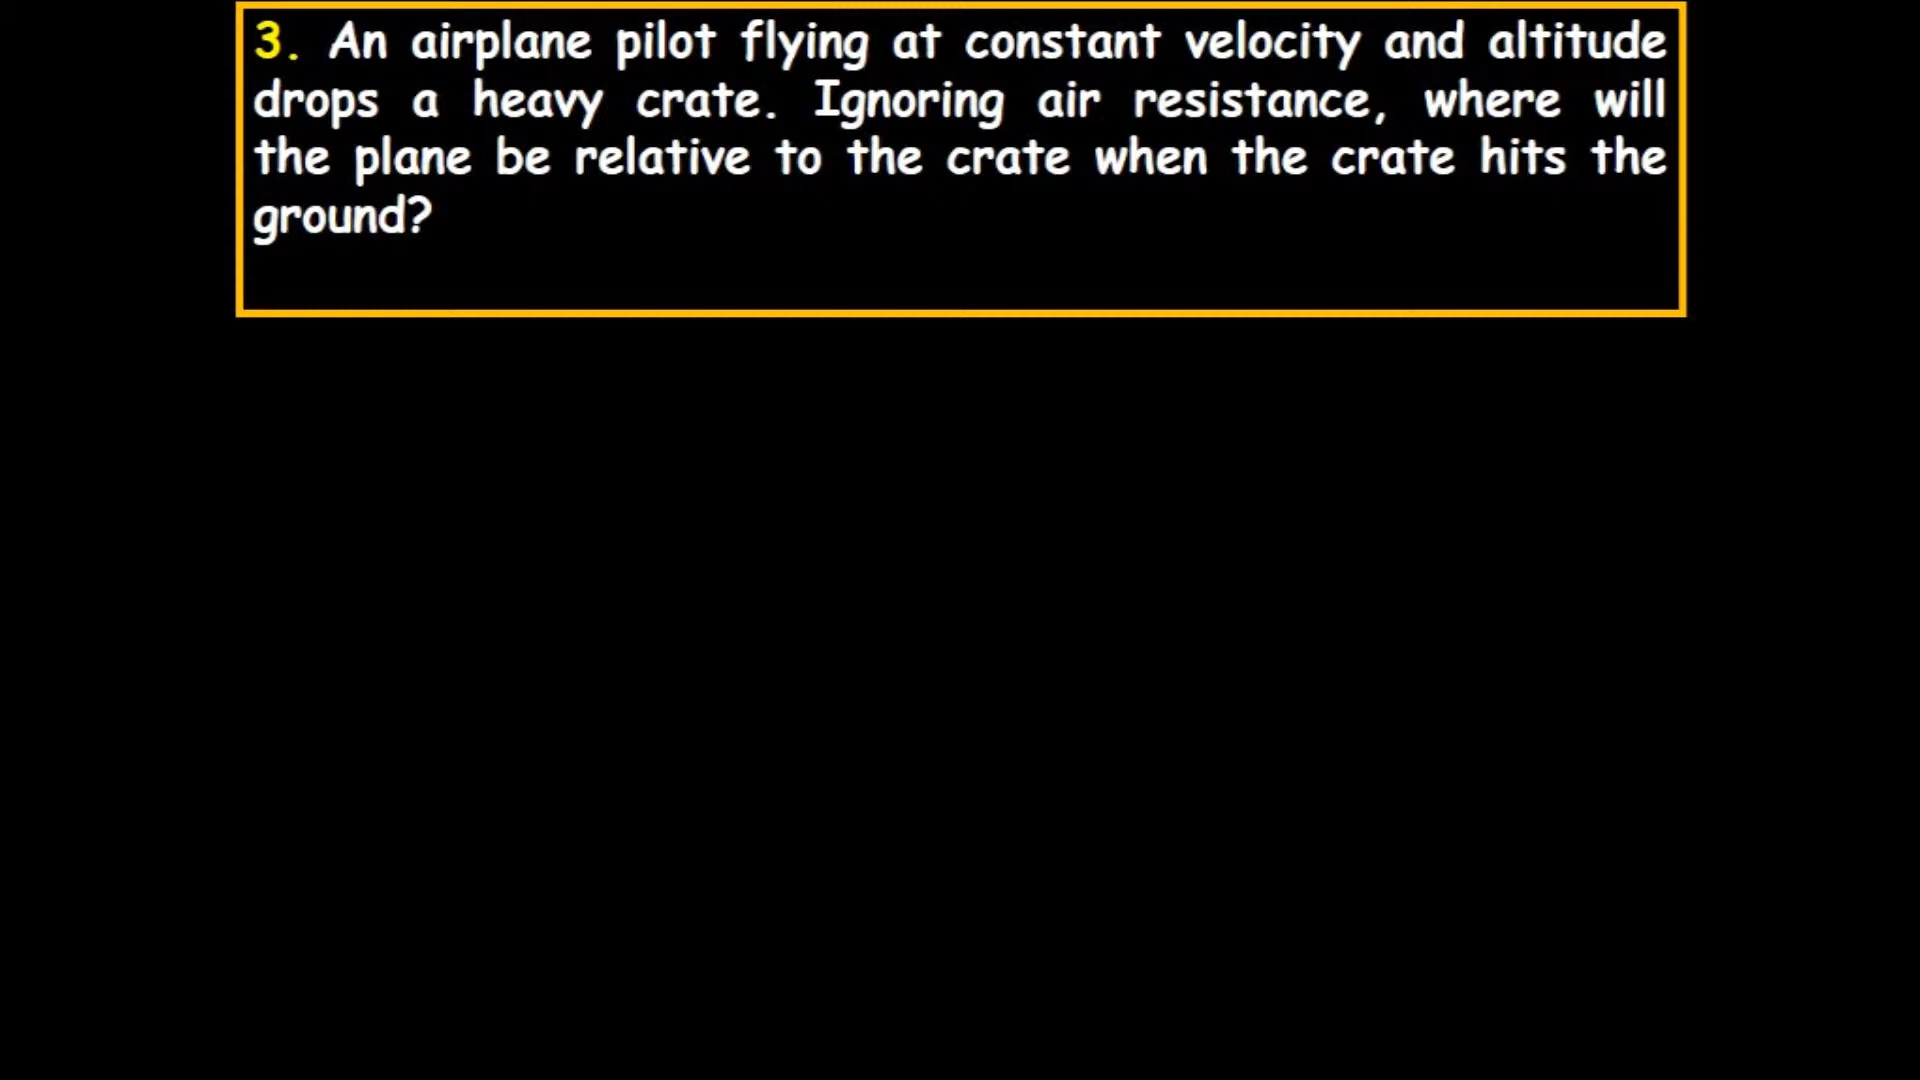 3. An airplane pilot flying at constant velocity and altitude
drops a heavy crate. Ignoring air resistance, where will
the plane be relative to the crate when the crate hits the
ground?